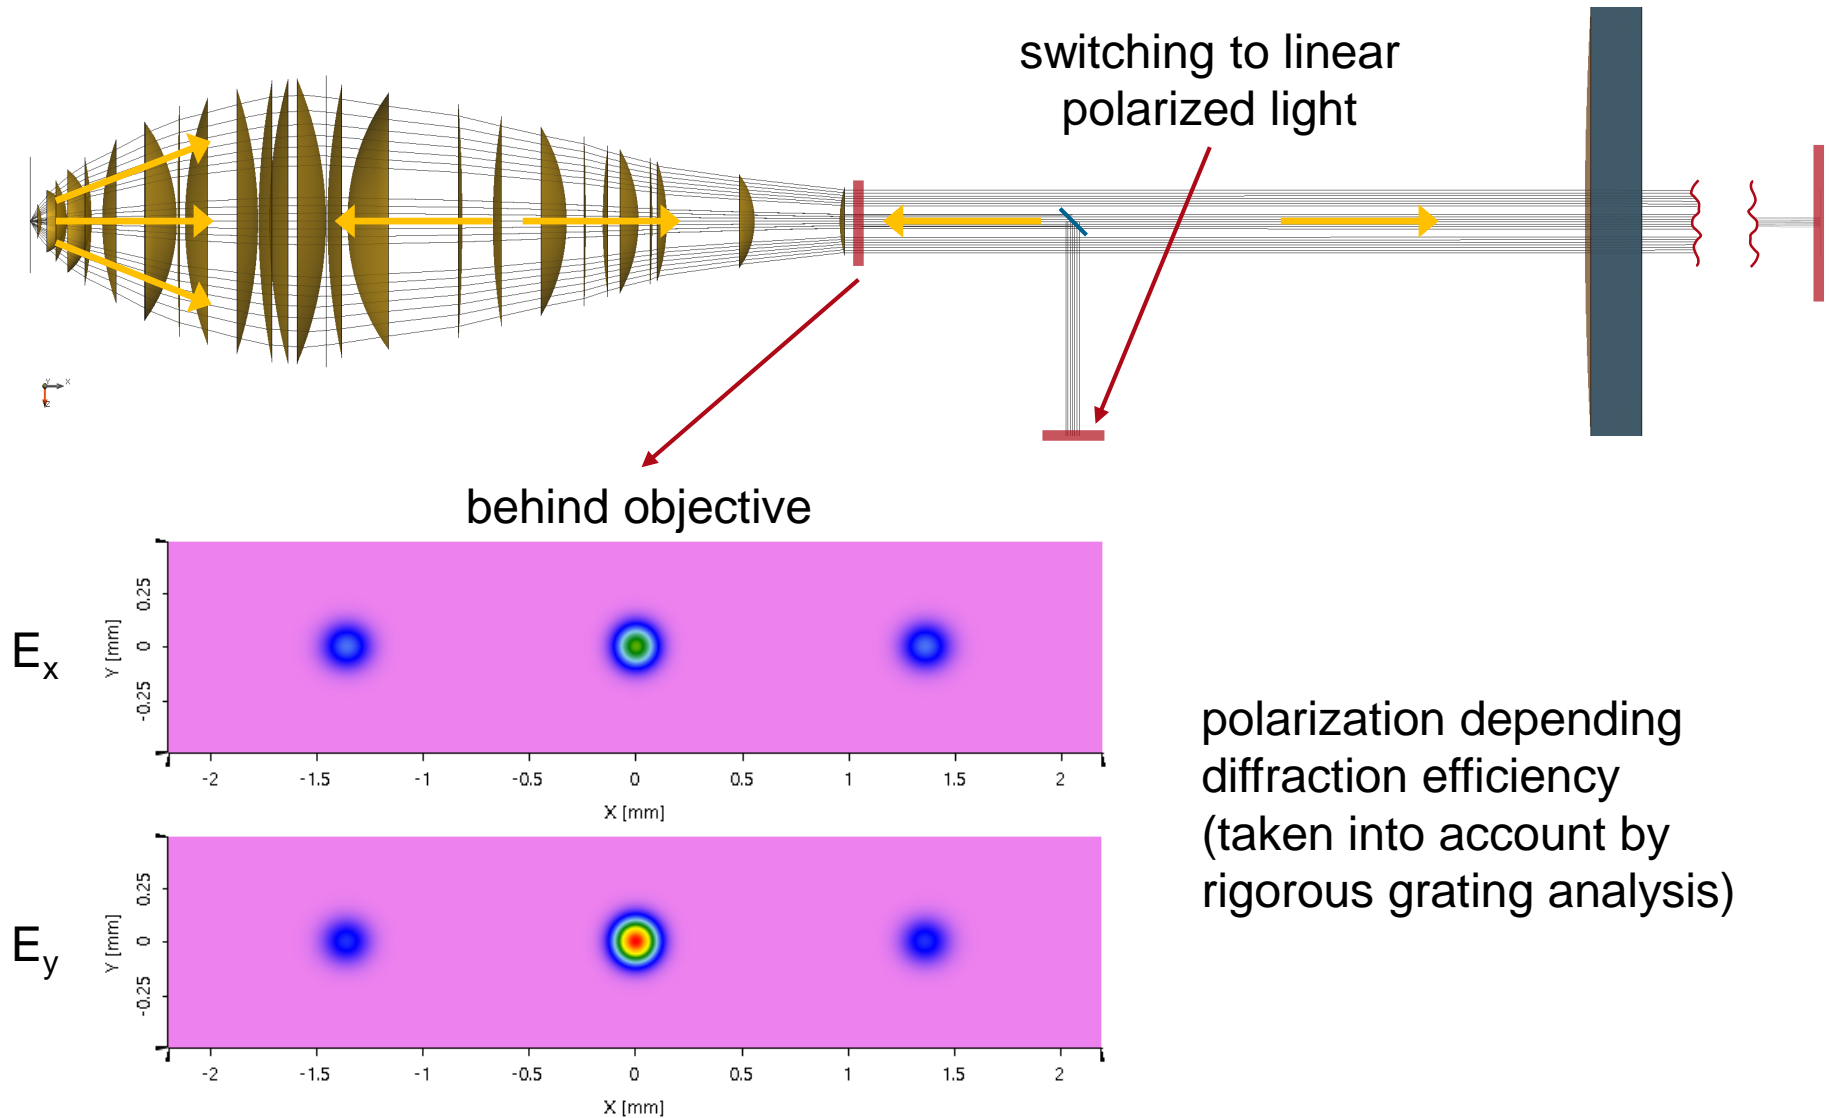 switching to linear
polarized light
Y
X
Z
behind objective
E_x
Y [mm]
0.25
0
-0.25
-2
-1.5
-1
-0.5
0
0.5
1
1.5
2
X [mm]
polarization depending
diffraction efficiency
(taken into account by
rigorous grating analysis)
E_y
Y [mm]
0.25
0
-0.25
-2
-1.5
-1
-0.5
0
0.5
1
1.5
2
X [mm]